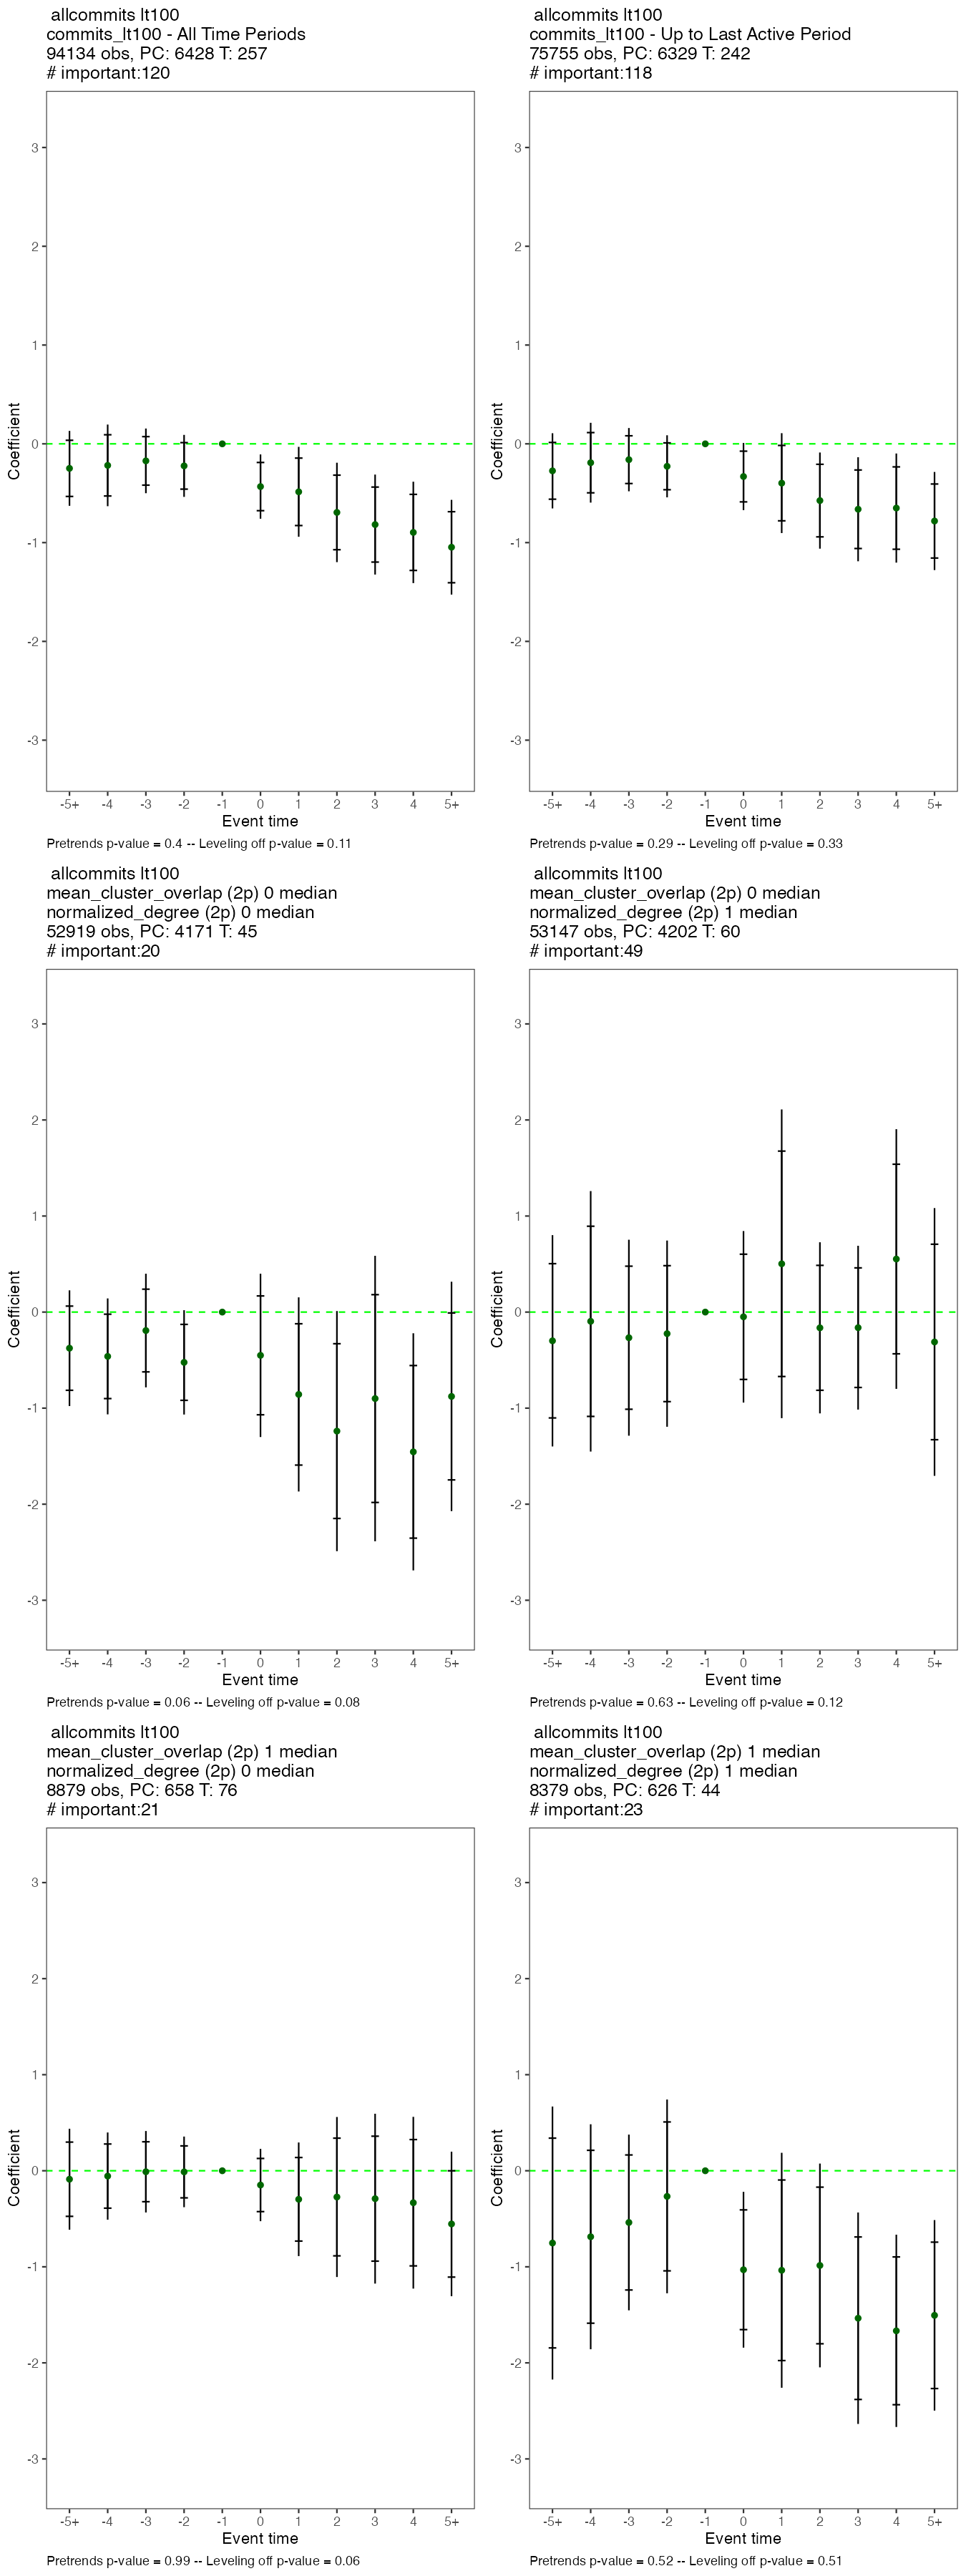 allcommits lt100
commits_lt100 - All Time Periods
94134 obs, PC: 6428 T: 257
# important:120
3
2
1
0
-1
-2
-3
Coefficient
-5+ -4 -3 -2 -1 0 1 2 3 4 5+
Event time
Pretrends p-value = 0.4 -- Leveling off p-value = 0.11
allcommits lt100
commits_lt100 - Up to Last Active Period
75755 obs, PC: 6329 T: 242
# important:118
3
2
1
0
-1
-2
-3
Coefficient
-5+ -4 -3 -2 -1 0 1 2 3 4 5+
Event time
Pretrends p-value = 0.29 -- Leveling off p-value = 0.33
allcommits lt100
mean_cluster_overlap (2p) 0 median
normalized_degree (2p) 0 median
52919 obs, PC: 4171 T: 45
# important:20
3
2
1
0
-1
-2
-3
Coefficient
-5+ -4 -3 -2 -1 0 1 2 3 4 5+
Event time
Pretrends p-value = 0.06 -- Leveling off p-value = 0.08
allcommits lt100
mean_cluster_overlap (2p) 0 median
normalized_degree (2p) 1 median
53147 obs, PC: 4202 T: 60
# important:49
3
2
1
0
-1
-2
-3
Coefficient
-5+ -4 -3 -2 -1 0 1 2 3 4 5+
Event time
Pretrends p-value = 0.63 -- Leveling off p-value = 0.12
allcommits lt100
mean_cluster_overlap (2p) 1 median
normalized_degree (2p) 0 median
8879 obs, PC: 658 T: 76
# important:21
3
2
1
0
-1
-2
-3
Coefficient
-5+ -4 -3 -2 -1 0 1 2 3 4 5+
Event time
Pretrends p-value = 0.99 -- Leveling off p-value = 0.06
allcommits lt100
mean_cluster_overlap (2p) 1 median
normalized_degree (2p) 1 median
8379 obs, PC: 626 T: 44
# important:23
3
2
1
0
-1
-2
-3
Coefficient
-5+ -4 -3 -2 -1 0 1 2 3 4 5+
Event time
Pretrends p-value = 0.52 -- Leveling off p-value = 0.51